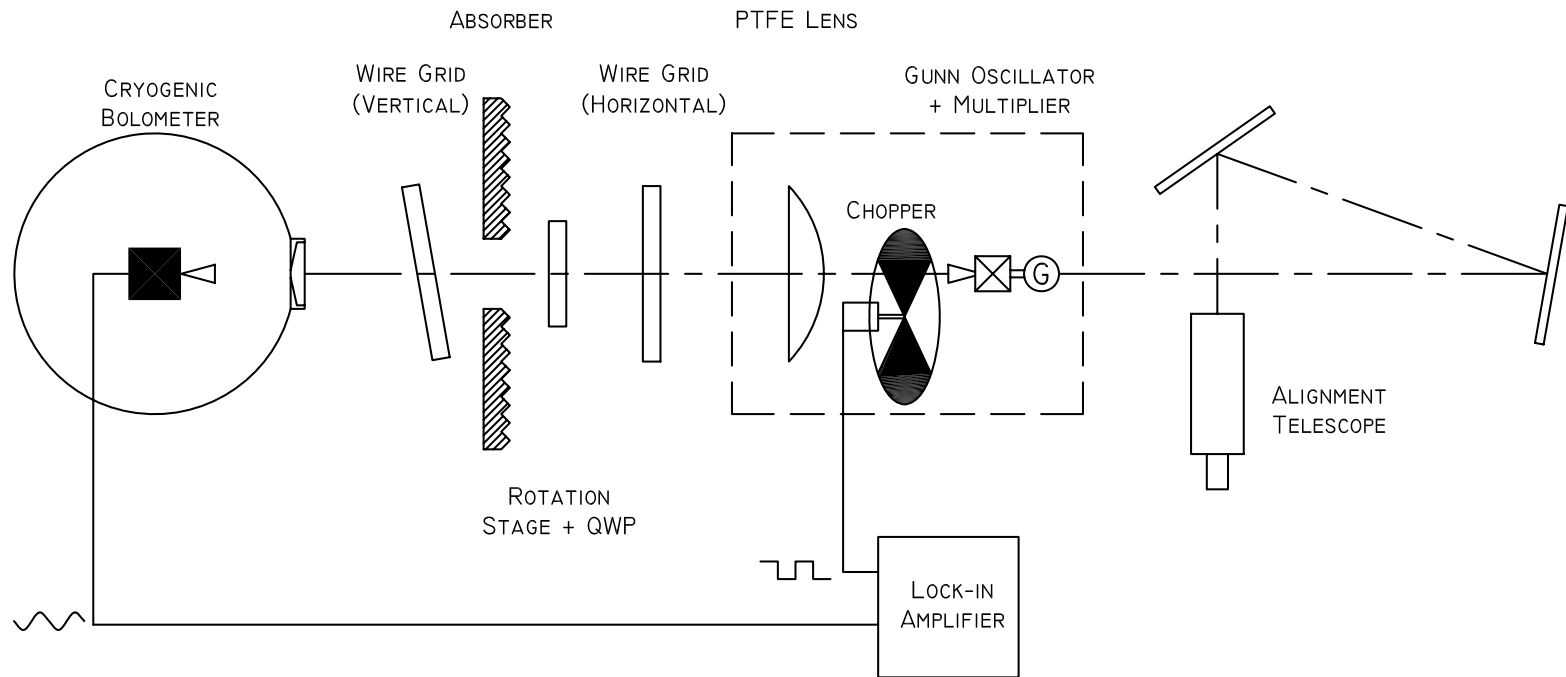 ABSORBER
PTFE LENS
WIRE GRID
(VERTICAL)
WIRE GRID
(HORIZONTAL)
GUNN OSCILLATOR
+ MULTIPLIER
CRYOGENIC
BOLOMETER
CHOPPER
G
ALIGNMENT
TELESCOPE
ROTATION
STAGE + QWP
LOCK-IN
AMPLIFIER